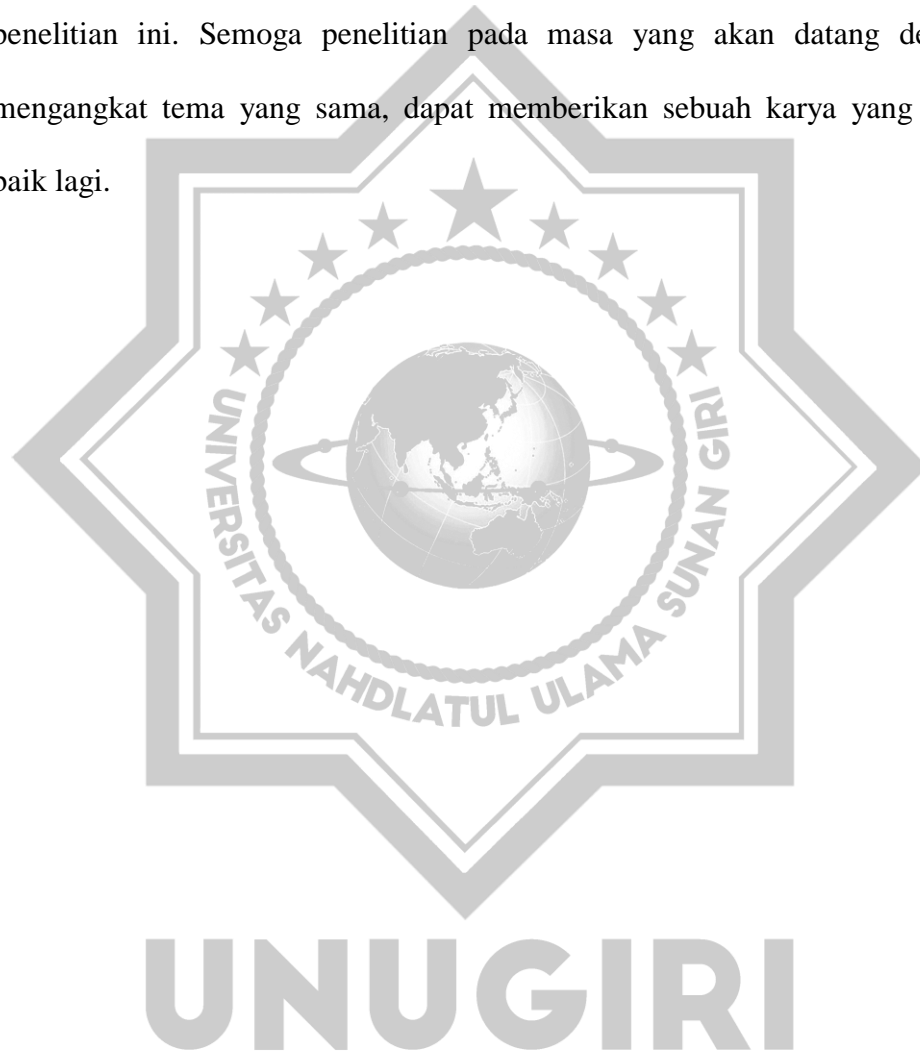 penelitian ini. Semoga penelitian pada masa yang akan datang
mengangkat tema yang sama, dapat memberikan sebuah karya yang
baik lagi.
UNIVERSITAS NAHDLATUL ULAMA SUNAN GIRI
UNUGIRI